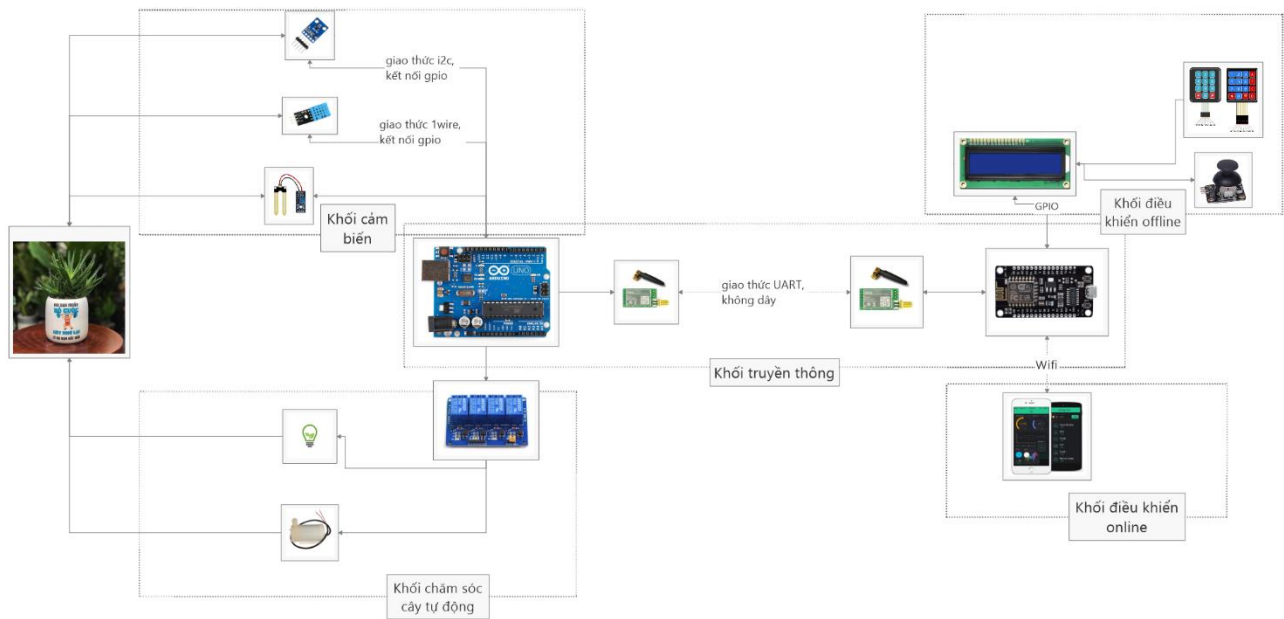 giao thức i2c,
kết nối gpio
giao thức 1wire,
kết nối gpio
Khối cảm
biến
GPIO
Khối điều
khiển offline
ARDUINO
UNO
giao thức UART,
không dây
Khối truyền thông
Wifi
Khối điều khiển
online
Khối chăm sóc
cây tự động